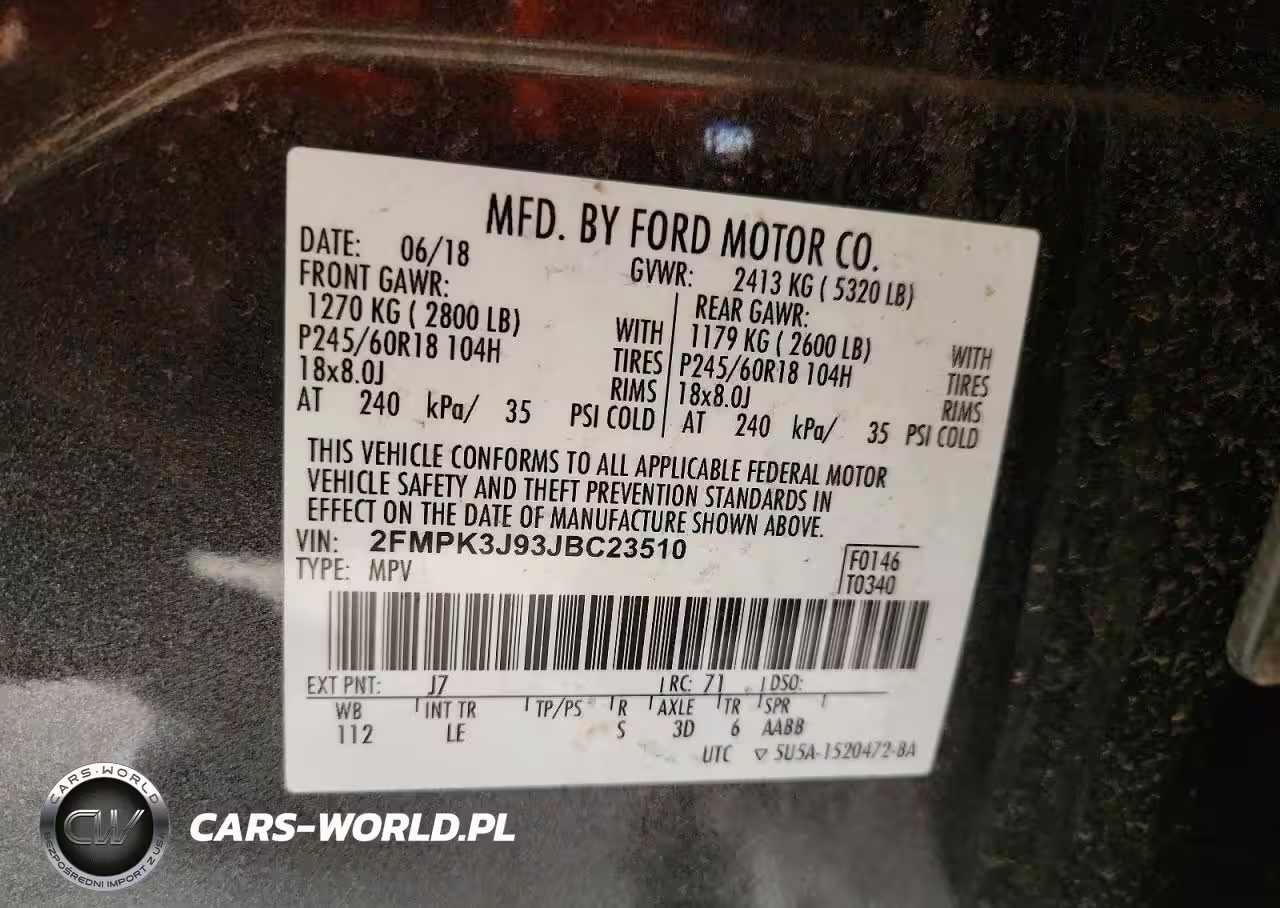 MFD. BY FORD MOTOR CO.
DATE: 06/18
GVWR: 2413 KG ( 5320 LB)
FRONT GAWR:
1270 KG ( 2800 LB) WITH
P245/60R18 104H TIRES
18x8.0J RIMS
AT 240 kPa/ 35 PSI COLD
REAR GAWR:
1179 KG ( 2600 LB) WITH
P245/60R18 104H TIRES
18x8.0J RIMS
AT 240 kPa/ 35 PSI COLD
THIS VEHICLE CONFORMS TO ALL APPLICABLE FEDERAL MOTOR
VEHICLE SAFETY AND THEFT PREVENTION STANDARDS IN
EFFECT ON THE DATE OF MANUFACTURE SHOWN ABOVE.
VIN: 2FMPK3J93JBC23510
TYPE: MPV
F0146
T0340
EXT PNT: J7 RC: 71 DSO:
WB INT TR TP/PS R AXLE TR SPR
112 LE S 3D 6 AABB
UTC ▽ 5U5A-1520472-BA
CARS-WORLD
CW
BEZPOŚREDNI IMPORT Z USA
CARS-WORLD.PL